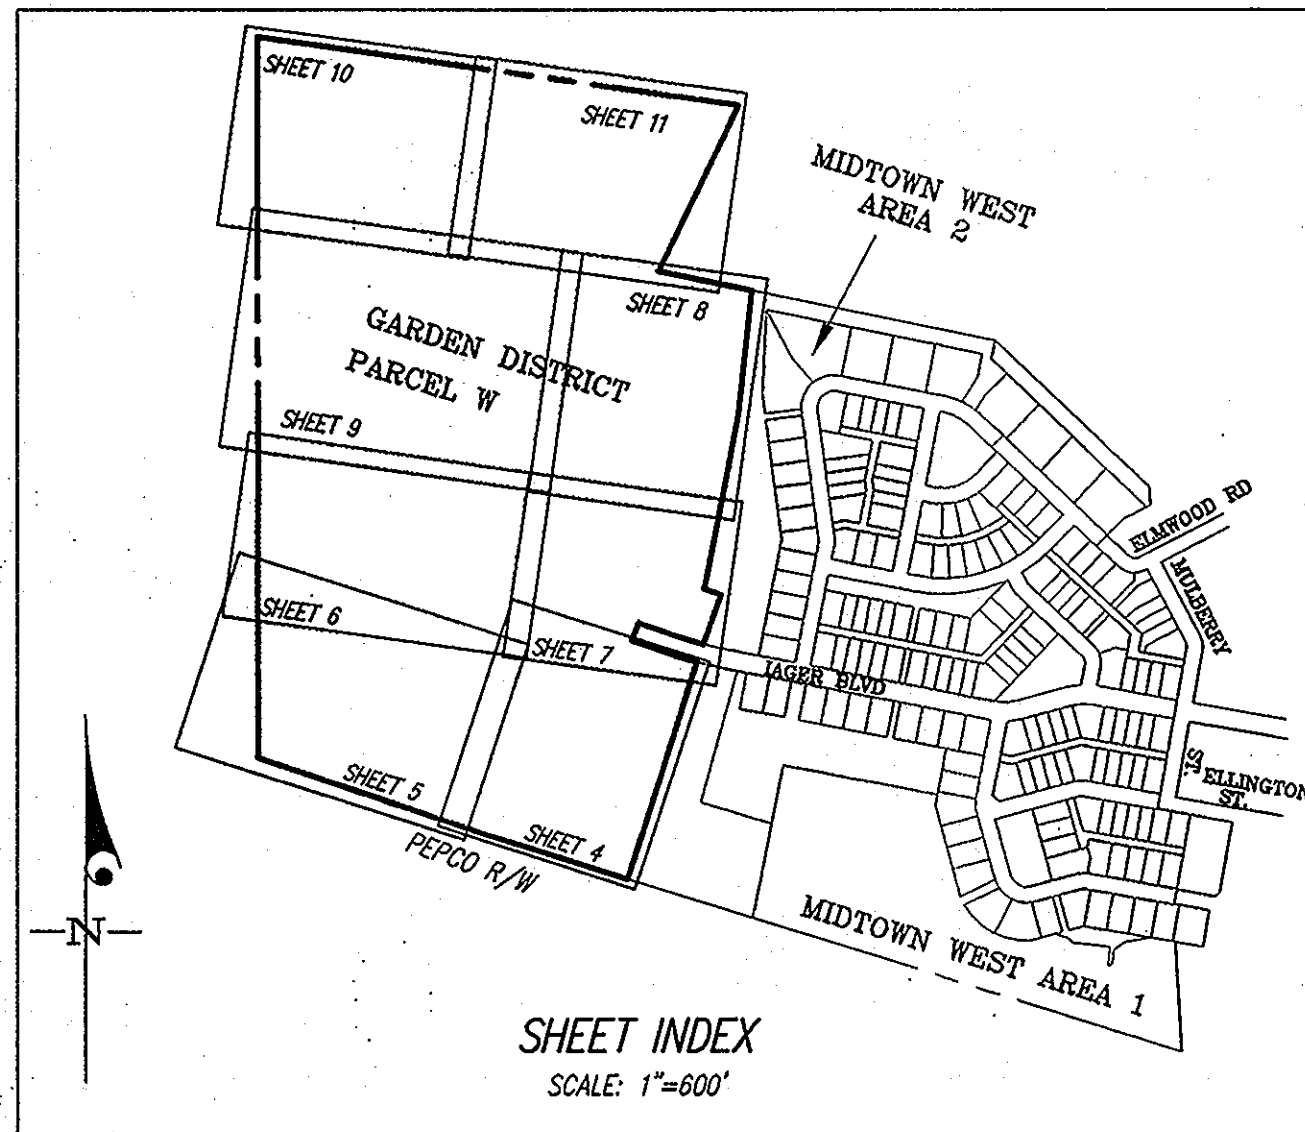 SHEET 10
SHEET 11
MIDTOWN WEST
AREA 2
SHEET 8
GARDEN DISTRICT
PARCEL W
SHEET 9
ELMWOOD RD
MULBERRY
ST.
SHEET 6
SHEET 7
JAGER BLVD
SHEET 5
ELLINGTON
ST.
SHEET 4
PEPCO R/W
MIDTOWN WEST AREA 1
N
SHEET INDEX
SCALE: 1"=600'